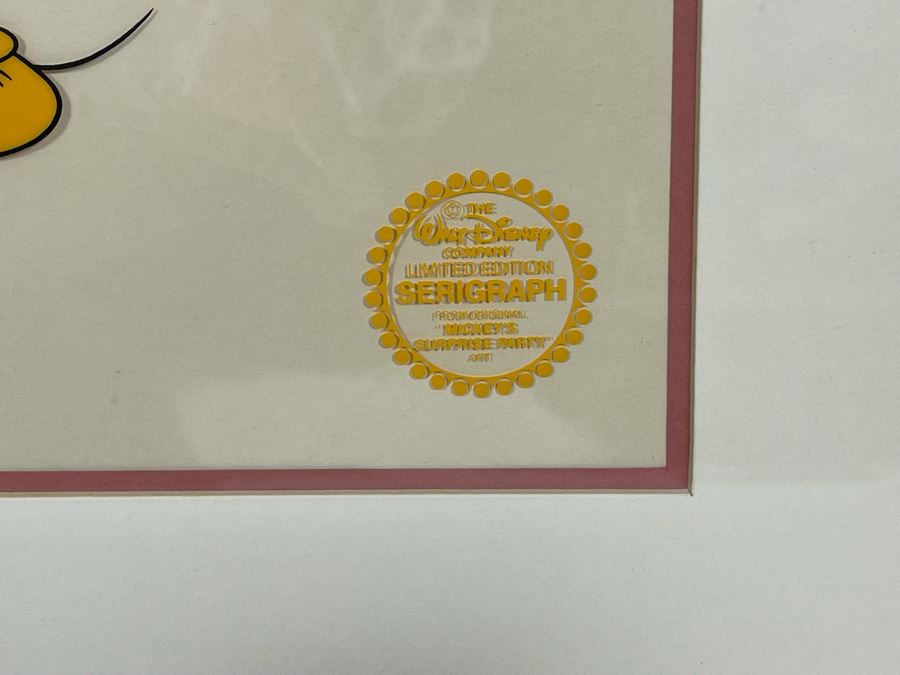 © THE
Walt Disney
COMPANY
LIMITED EDITION
SERIGRAPH
FROM ORIGINAL
"MICKEY'S
SURPRISE PARTY"
ART